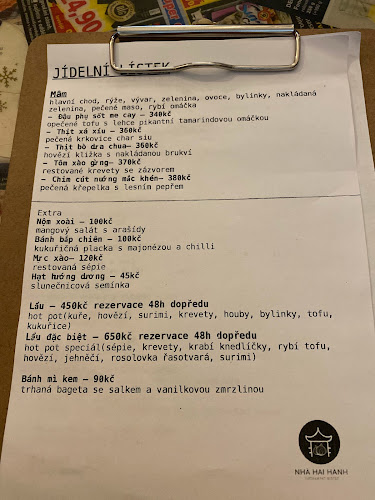 JÍDELNÍ LÍSTEK
Mâm
hlavní chod, rýže, vývar, zelenina, ovoce, bylinky, nakládaná
zelenina, pečené maso, rybí omáčka
- Đâu phụ sốt me cay - 340kč
opečené tofu s lehce pikantní tamarindovou omáčkou
- Thịt xá xíu - 360kč
pečená krkovice char siu
- Thịt bò dưa chua- 360kč
hovězí kližka s nakládanou brukví
- Tôm xào gừng- 370kč
restované krevety se zázvorem
- Chim cút nướng mắc khén- 380kč
pečená křepelka s lesním pepřem
Extra
Nộm xoài - 100kč
mangový salát s arašídy
Bánh bắp chiên - 100kč
kukuřičná placka s majonézou a chilli
Mực xào- 120kč
restovaná sépie
Hạt hướng dương - 45kč
slunečnicová semínka
Lẩu - 450kč rezervace 48h dopředu
hot pot(kuře, hovězí, surimi, krevety, houby, bylinky, tofu,
kukuřice)
Lẩu đặc biệt - 650kč rezervace 48h dopředu
hot pot speciál(sépie, krevety, krabí knedlíčky, rybí tofu,
hovězí, jehněčí, rosolovka řasotvará, surimi)
Bánh mì kem - 90kč
trhaná bageta se salkem a vanilkovou zmrzlinou
NHÀ HAI HÀNH